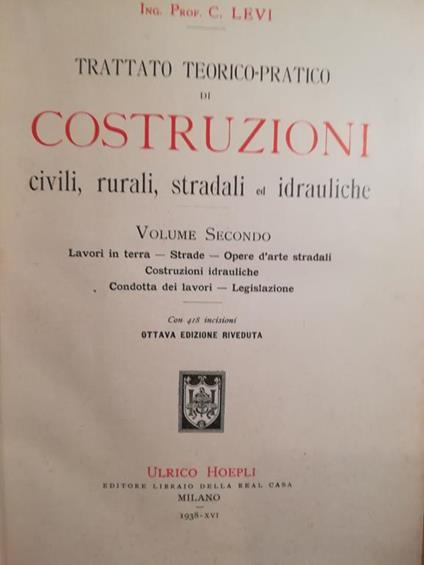 Ing. Prof. C. LEVI
TRATTATO TEORICO-PRATICO
DI
COSTRUZIONI
civili, rurali, stradali ed idrauliche
Volume Secondo
Lavori in terra — Strade — Opere d'arte stradali
Costruzioni idrauliche
Condotta dei lavori — Legislazione
Con 418 incisioni
OTTAVA EDIZIONE RIVEDUTA
Ulrico Hoepli
EDITORE LIBRAIO DELLA REAL CASA
MILANO
1938-XVI